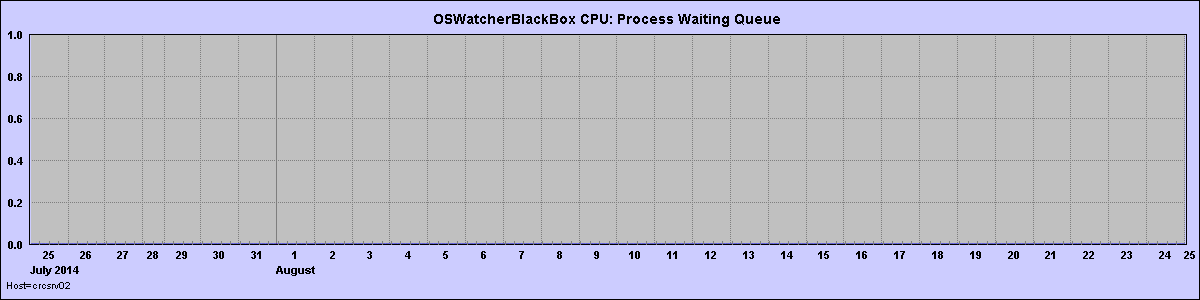 OSWatcherBlackBox CPU: Process Waiting Queue
1.0
0.8
0.6
0.4
0.2
0.0
25 26 27 28 29 30 31 1 2 3 4 5 6 7 8 9 10 11 12 13 14 15 16 17 18 19 20 21 22 23 24 25
July 2014 August
Host=crcsrv02